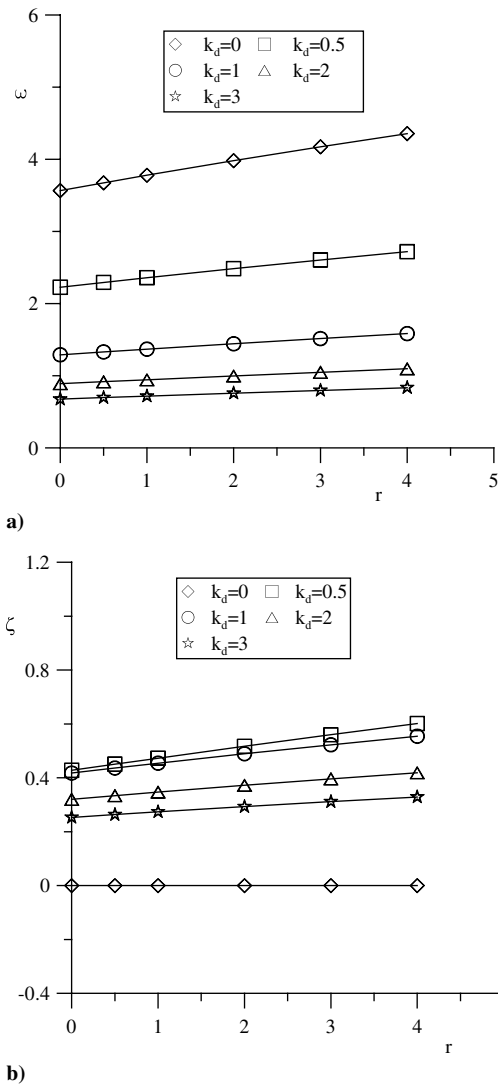 6
k_d=0 k_d=0.5
k_d=1 k_d=2
k_d=3
ε
4
2
0
0 1 2 3 4 5
r
a)
1.2
k_d=0 k_d=0.5
k_d=1 k_d=2
k_d=3
ζ
0.8
0.4
0
-0.4
0 1 2 3 4
r
b)